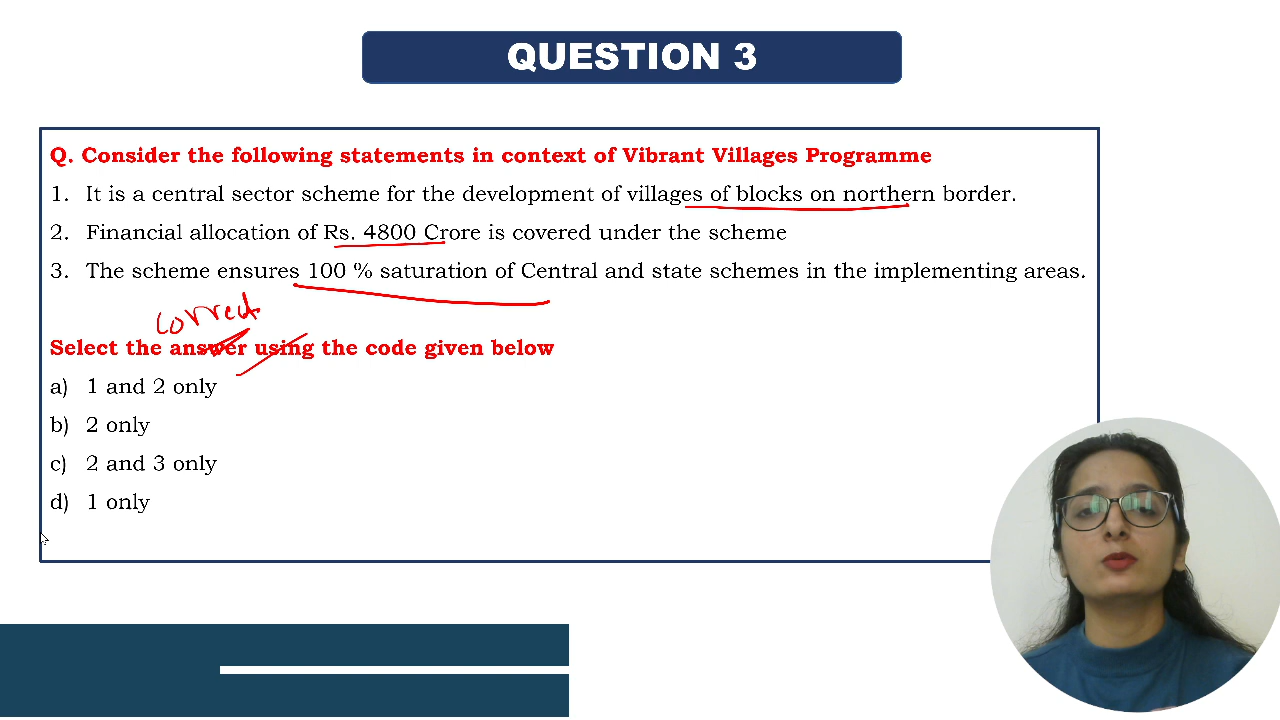 QUESTION 3
Q. Consider the following statements in context of Vibrant Villages Programme
1. It is a central sector scheme for the development of villages of blocks on northern border.
2. Financial allocation of Rs. 4800 Crore is covered under the scheme
3. The scheme ensures 100 % saturation of Central and state schemes in the implementing areas.
correct
Select the answer using the code given below
a) 1 and 2 only
b) 2 only
c) 2 and 3 only
d) 1 only